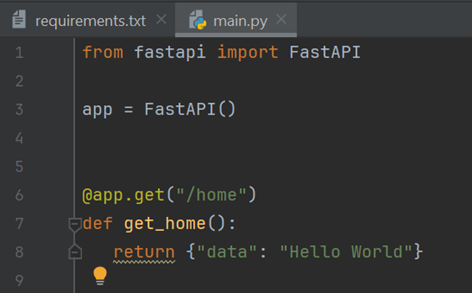 requirements.txt main.py
1 from fastapi import FastAPI
2
3 app = FastAPI()
4
5
6 @app.get("/home")
7 def get_home():
8 return {"data": "Hello World"}
9